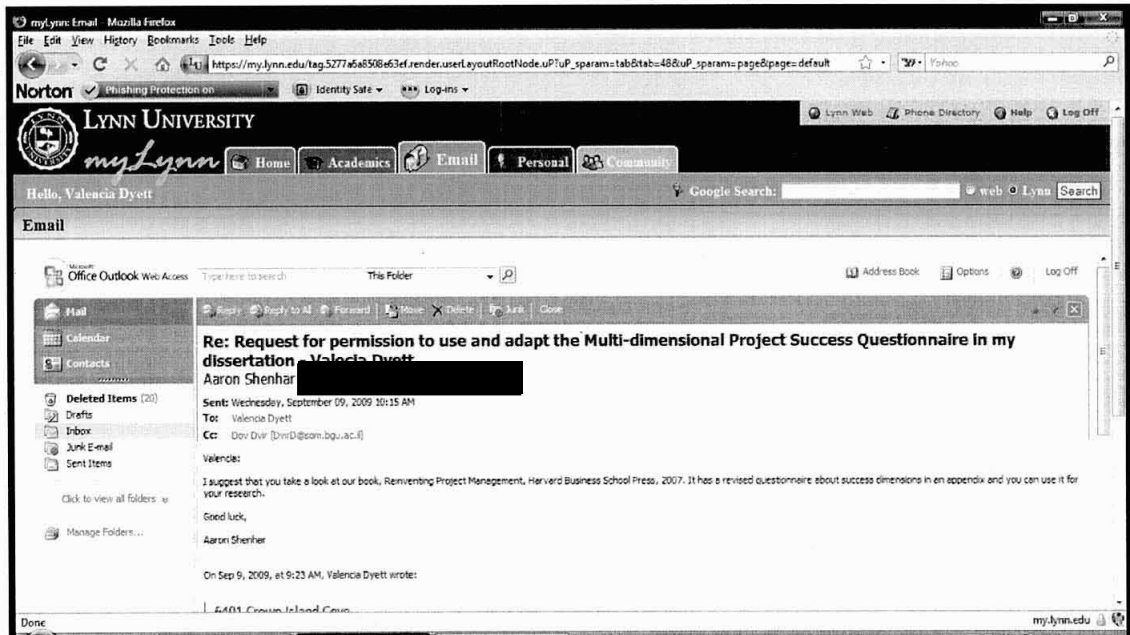 myLynn: Email - Mozilla Firefox
File Edit View History Bookmarks Tools Help
https://my.lynn.edu/tag.5277a5a8508e63ef.render.userLayoutRootNode.uP?uP_sparam=tab&tab=48&uP_sparam=page&page=default Yahoo
Norton Phishing Protection on Identity Safe Log-ins
Lynn Web Phone Directory Help Log Off
LYNN UNIVERSITY
myLynn Home Academics Email Personal Community
Hello, Valencia Dyett Google Search: web Lynn Search
Email
Microsoft
Office Outlook Web Access Type here to search This Folder Address Book Options Log Off
Mail Reply Reply to All Forward Move Delete Junk Close
Calendar
Contacts
Re: Request for permission to use and adapt the Multi-dimensional Project Success Questionnaire in my
dissertation - Valecia Dyett
Aaron Shenhar
Deleted Items (20)
Drafts
Inbox
Junk E-mail
Sent Items
Click to view all folders
Manage Folders...
Sent: Wednesday, September 09, 2009 10:15 AM
To: Valencia Dyett
Cc: Dov Dvir [DvirD@som.bgu.ac.il]
Valencia:
I suggest that you take a look at our book, Reinventing Project Management, Harvard Business School Press, 2007. It has a revised questionnaire about success dimensions in an appendix and you can use it for
your research.
Good luck,
Aaron Shenhar
On Sep 9, 2009, at 9:23 AM, Valencia Dyett wrote:
6401 Crown Island Cove
Done my.lynn.edu